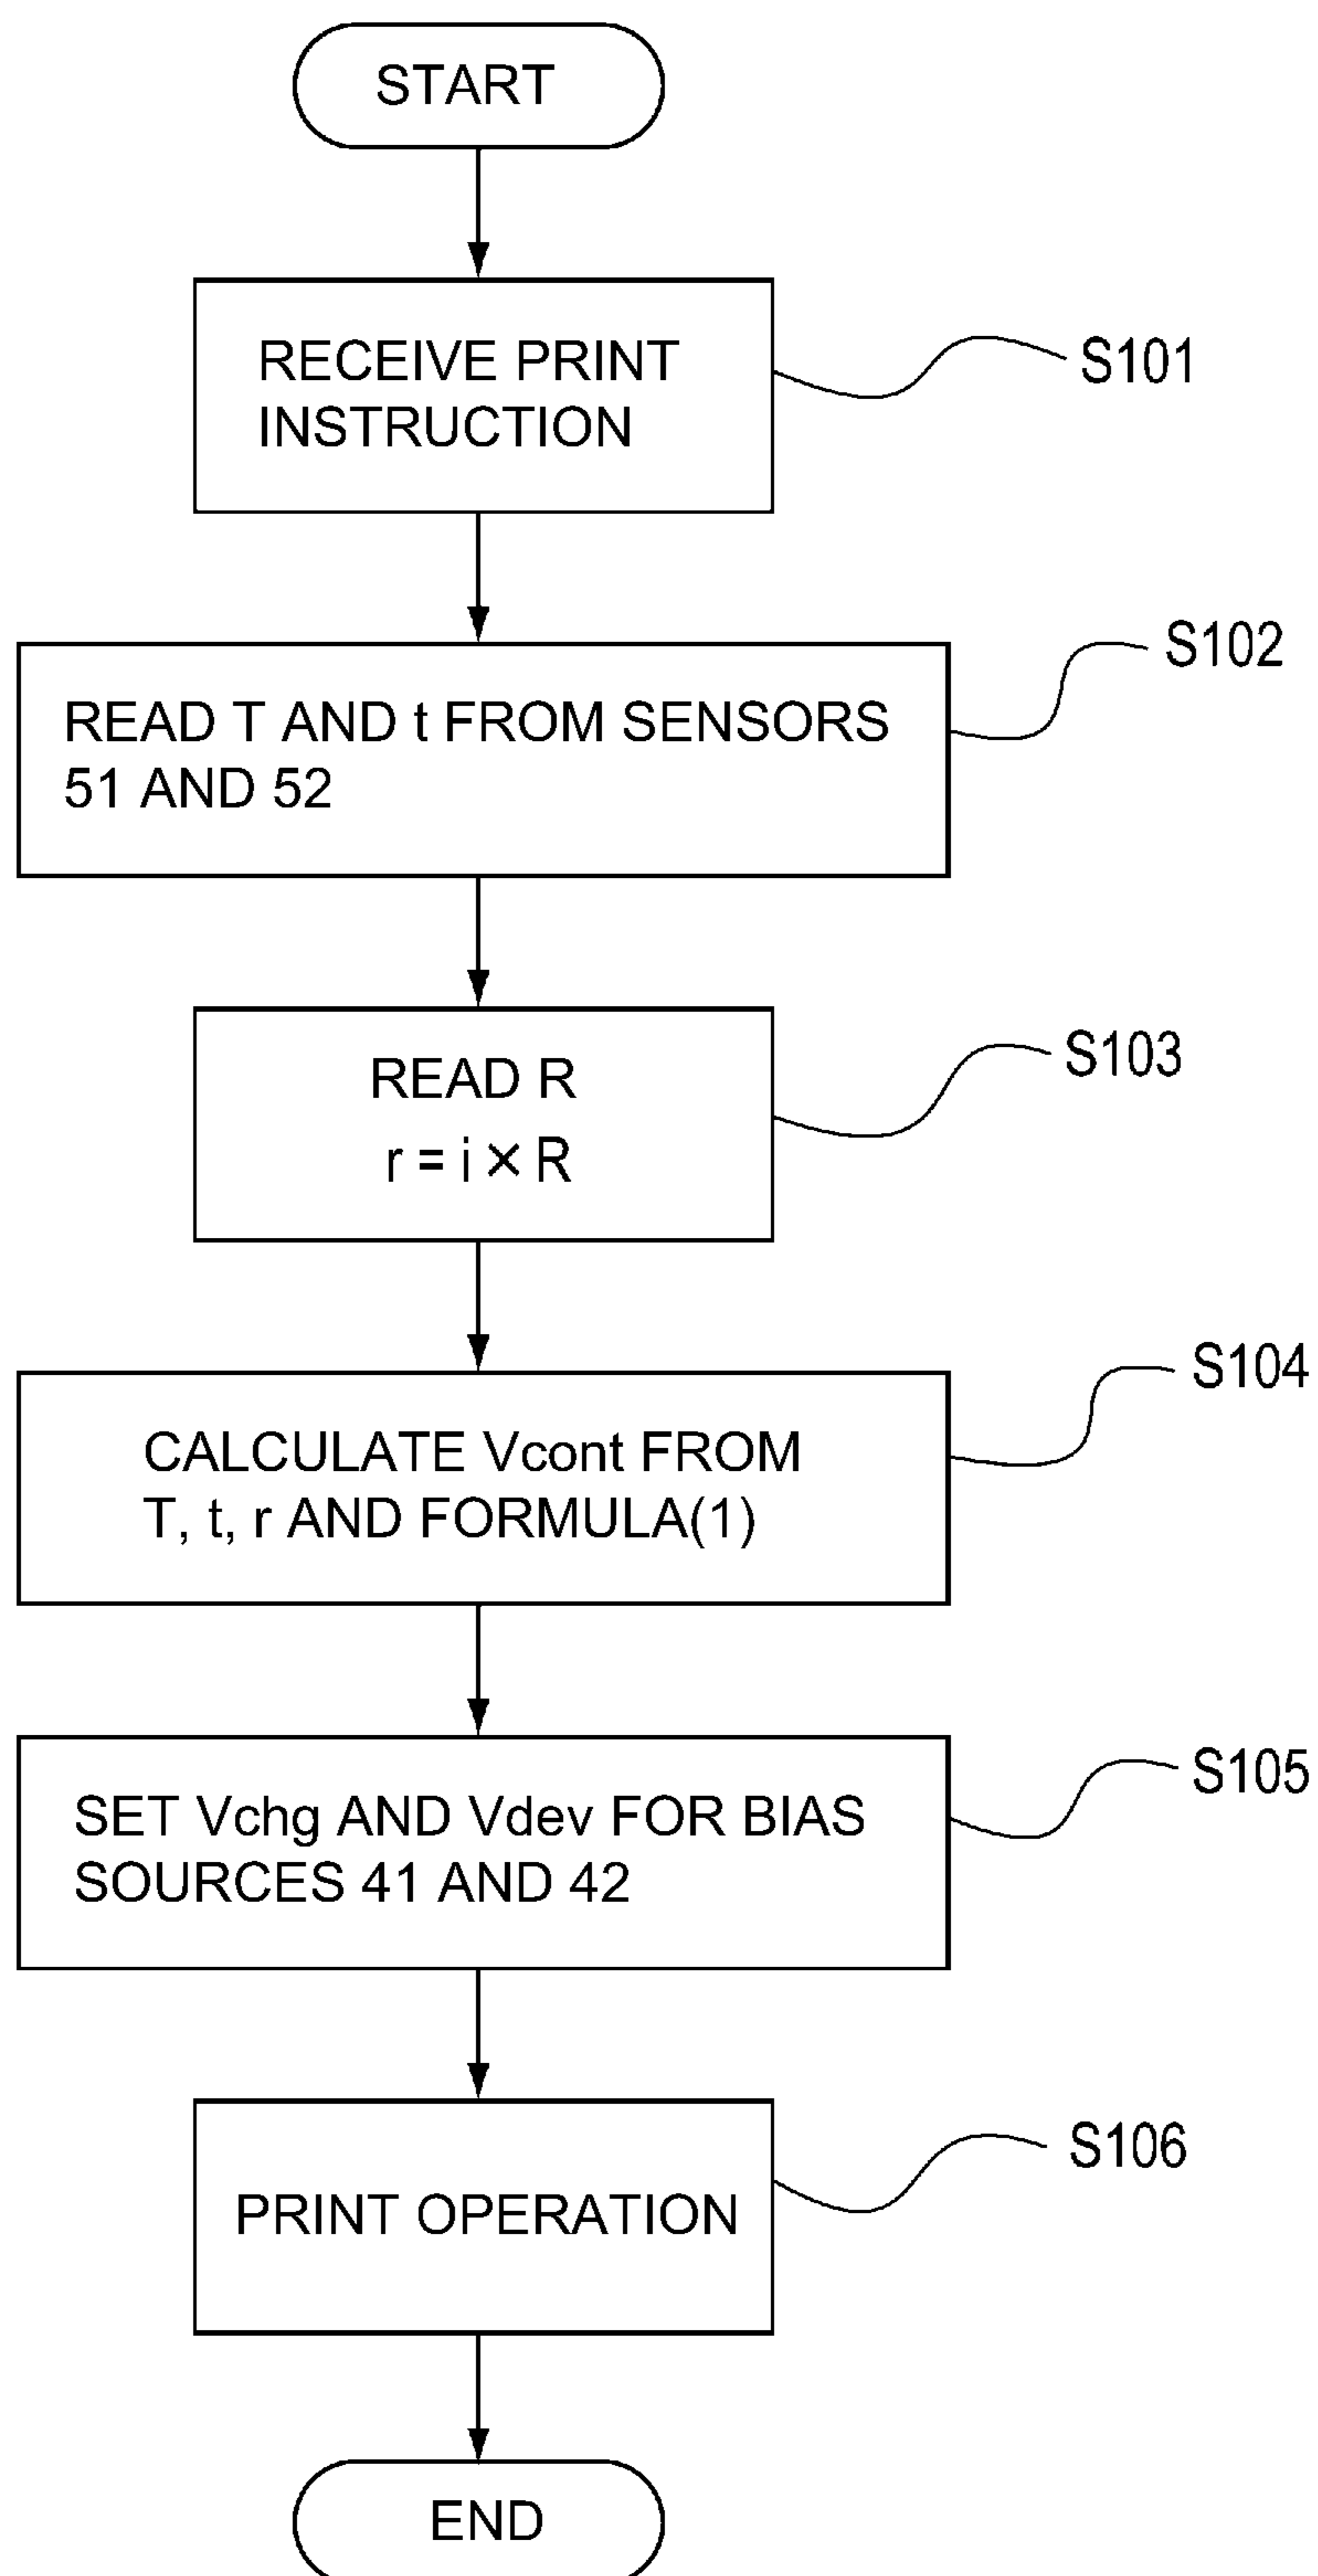 START
RECEIVE PRINT
INSTRUCTION
S101
READ T AND t FROM SENSORS
51 AND 52
S102
READ R
r = i × R
S103
CALCULATE Vcont FROM
T, t, r AND FORMULA(1)
S104
SET Vchg AND Vdev FOR BIAS
SOURCES 41 AND 42
S105
PRINT OPERATION
S106
END